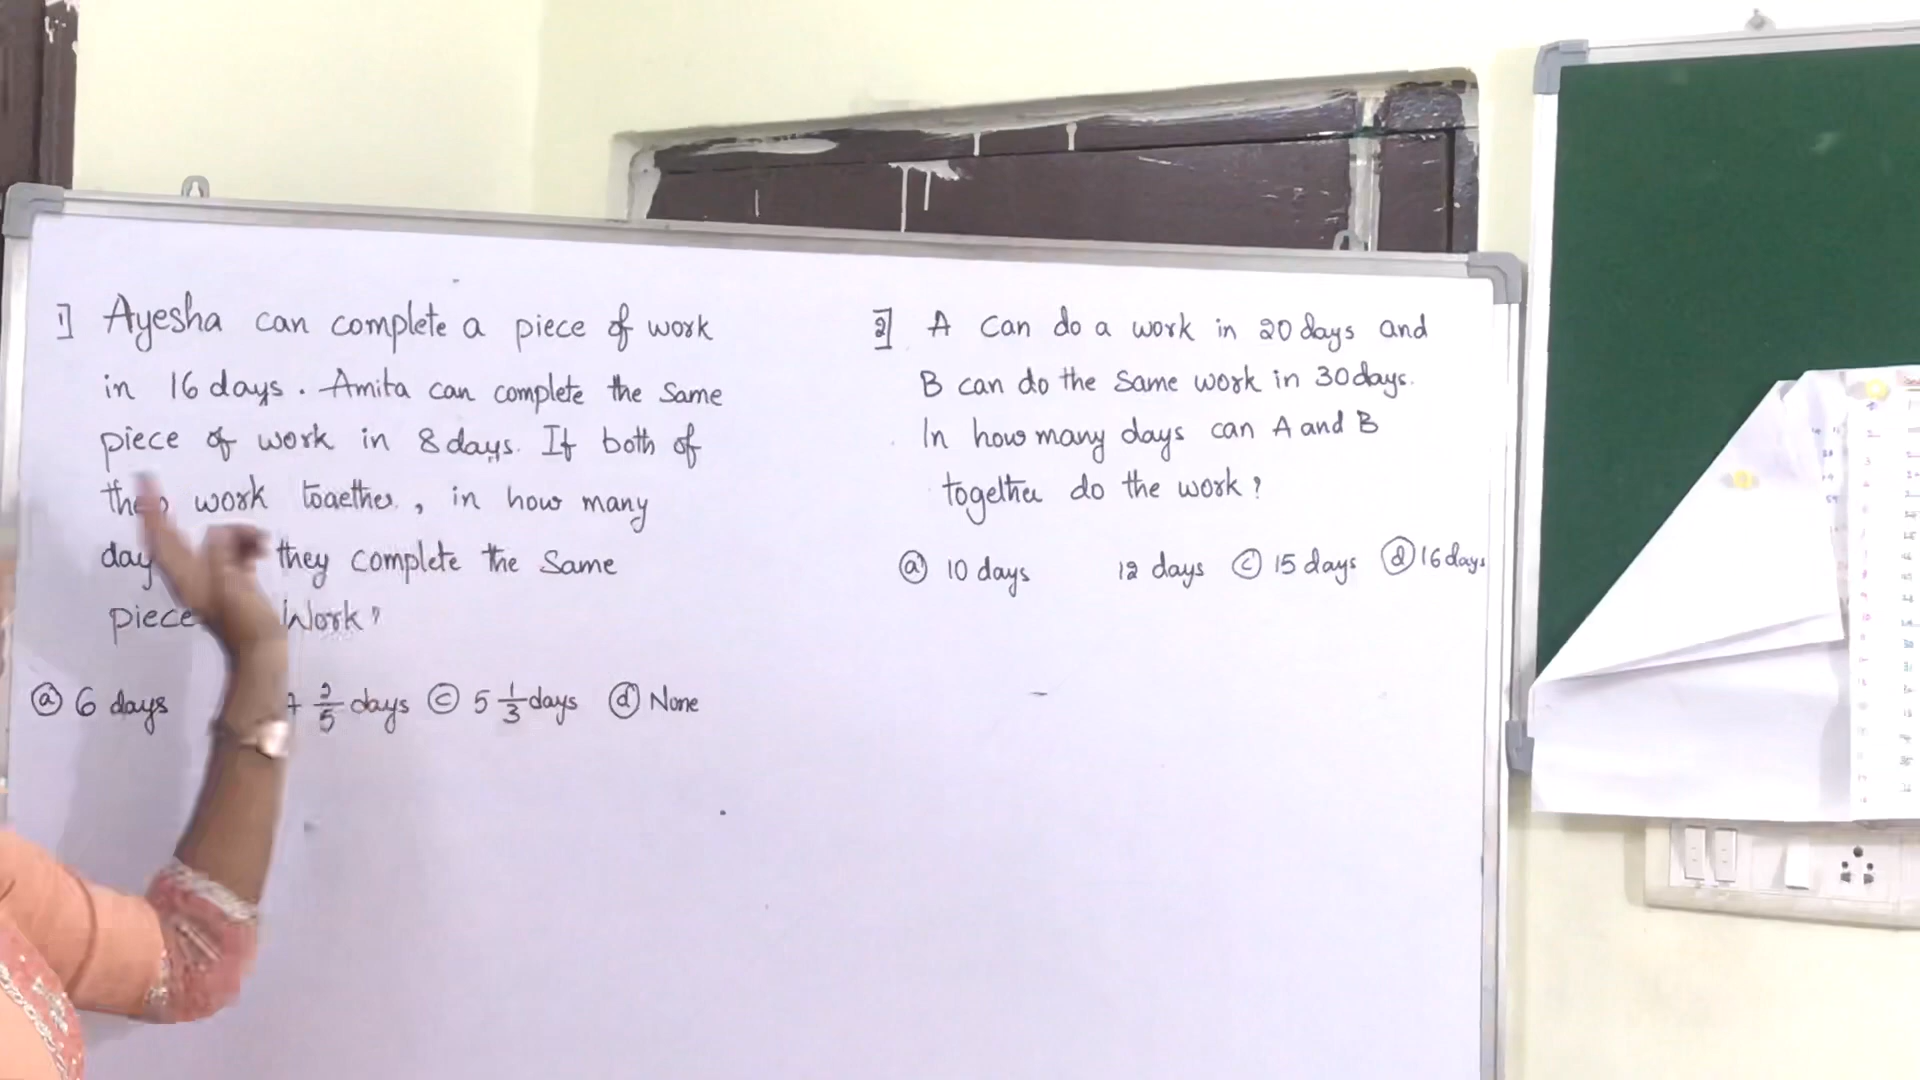 1] Ayesha can complete a piece of work
in 16 days. Amita can complete the same
piece of work in 8 days. If both of
work together, in how many
they complete the same
piece Work?
ⓐ 6 days 2/5 days ⓒ 5 1/3 days ⓓ None
2] A can do a work in 20 days and
B can do the same work in 30 days.
In how many days can A and B
together do the work?
ⓐ 10 days 12 days ⓒ 15 days ⓓ 16 days